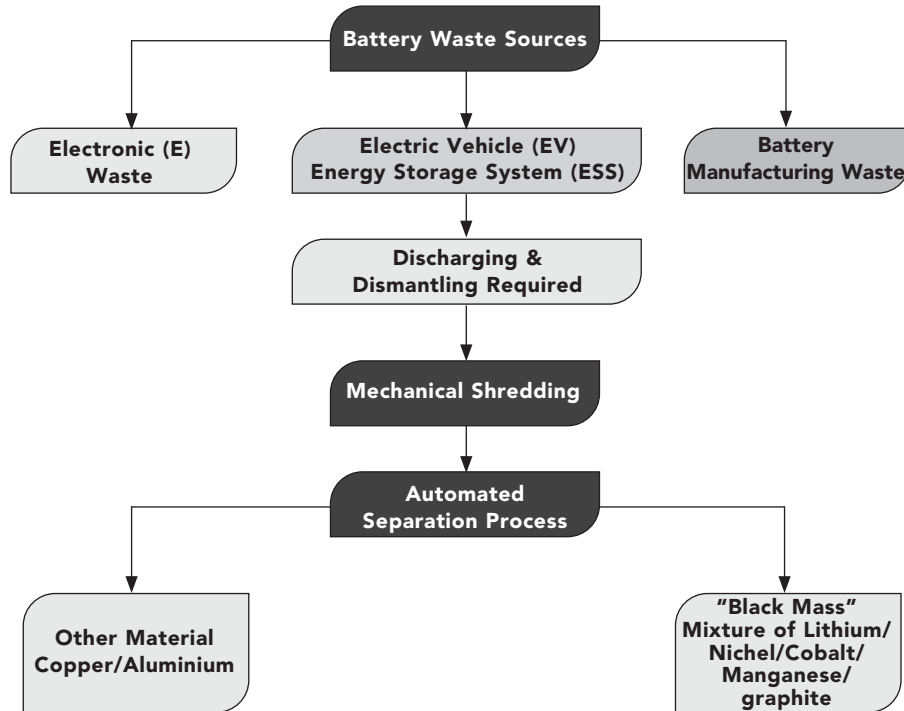 Battery Waste Sources
Electronic (E)
Waste
Electric Vehicle (EV)
Energy Storage System (ESS)
Battery
Manufacturing Waste
Discharging &
Dismantling Required
Mechanical Shredding
Automated
Separation Process
Other Material
Copper/Aluminium
“Black Mass”
Mixture of Lithium/
Nichel/Cobalt/
Manganese/
graphite